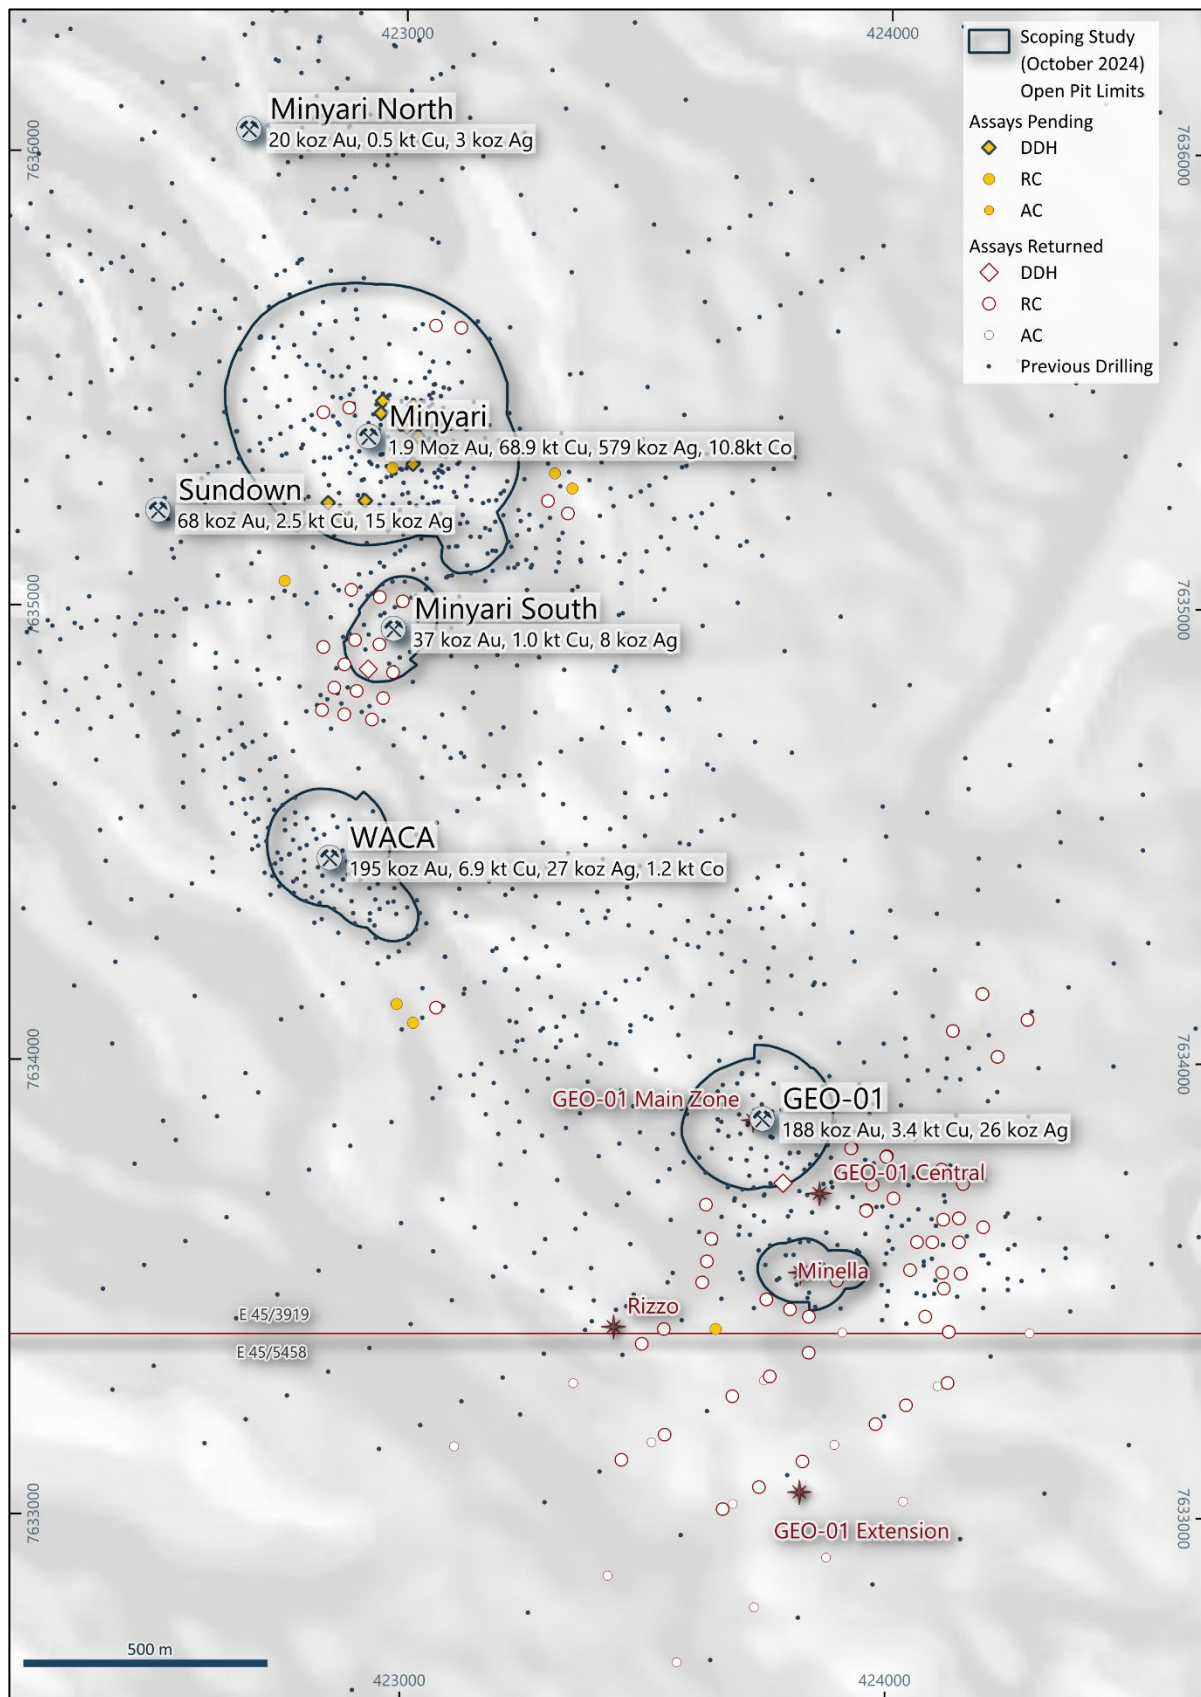 423000
424000
Scoping Study
(October 2024)
Open Pit Limits
Assays Pending
DDH
RC
AC
Assays Returned
DDH
RC
AC
Previous Drilling
7636000
7636000
Minyari North
20 koz Au, 0.5 kt Cu, 3 koz Ag
Minyari
1.9 Moz Au, 68.9 kt Cu, 579 koz Ag, 10.8kt Co
Sundown
68 koz Au, 2.5 kt Cu, 15 koz Ag
7635000
7635000
Minyari South
37 koz Au, 1.0 kt Cu, 8 koz Ag
WACA
195 koz Au, 6.9 kt Cu, 27 koz Ag, 1.2 kt Co
7634000
7634000
GEO-01 Main Zone
GEO-01
188 koz Au, 3.4 kt Cu, 26 koz Ag
GEO-01 Central
Minella
Rizzo
E 45/3919
E 45/5458
7633000
7633000
GEO-01 Extension
500 m
423000
424000